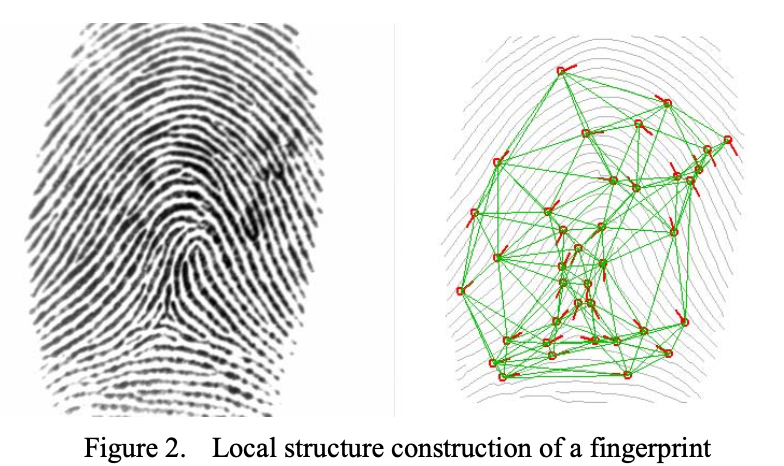 Figure 2. Local structure construction of a fingerprint